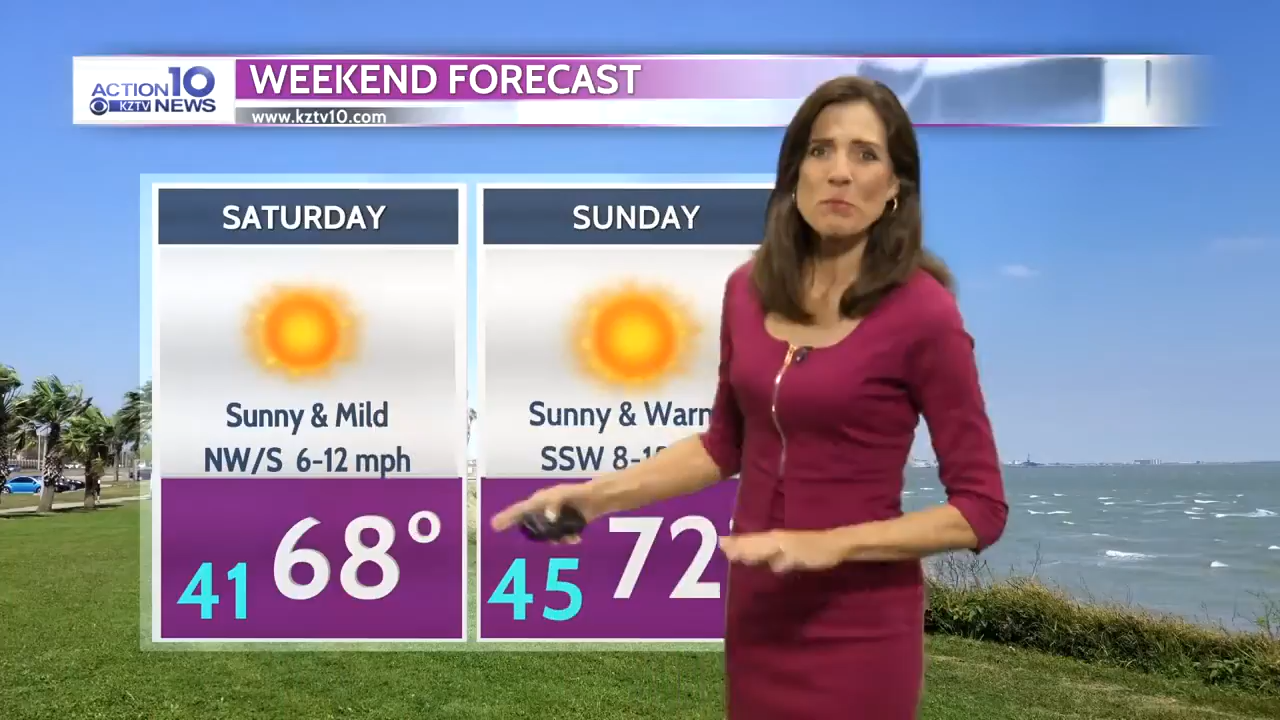 ACTION 10
KZTV NEWS
WEEKEND FORECAST
www.kztv10.com
SATURDAY
Sunny & Mild
NW/S 6-12 mph
41 68°
SUNDAY
Sunny &
SSW
45 72°